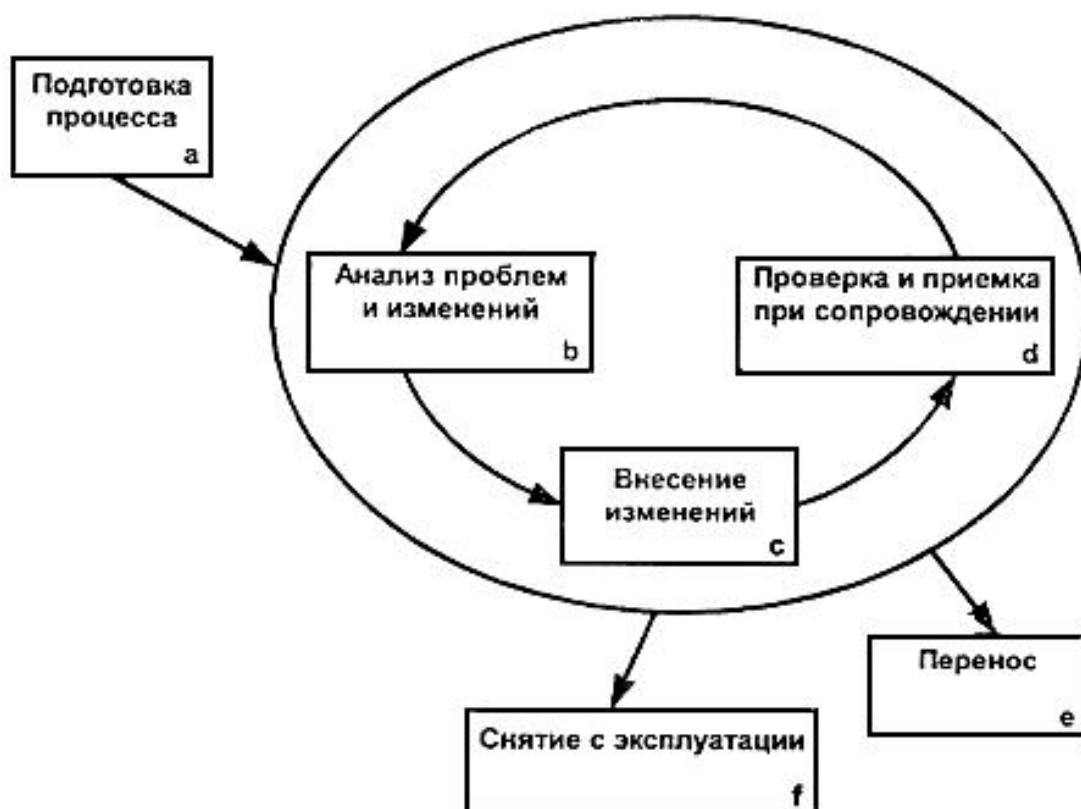 Подготовка
процесса
a
Анализ проблем
и изменений
b
Проверка и приемка
при сопровождении
d
Внесение
изменений
c
Перенос
e
Снятие с эксплуатации
f